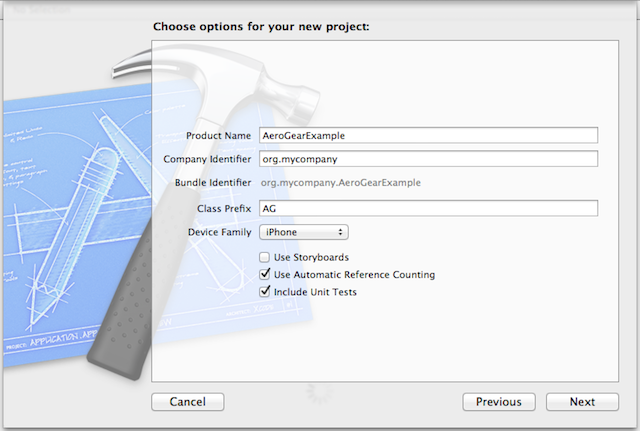 Choose options for your new project:
Product Name AeroGearExample
Company Identifier org.mycompany
Bundle Identifier org.mycompany.AeroGearExample
Class Prefix AG
Device Family iPhone
Use Storyboards
Use Automatic Reference Counting
Include Unit Tests
PROJECT: APPLICATION.APP
Cancel Previous Next